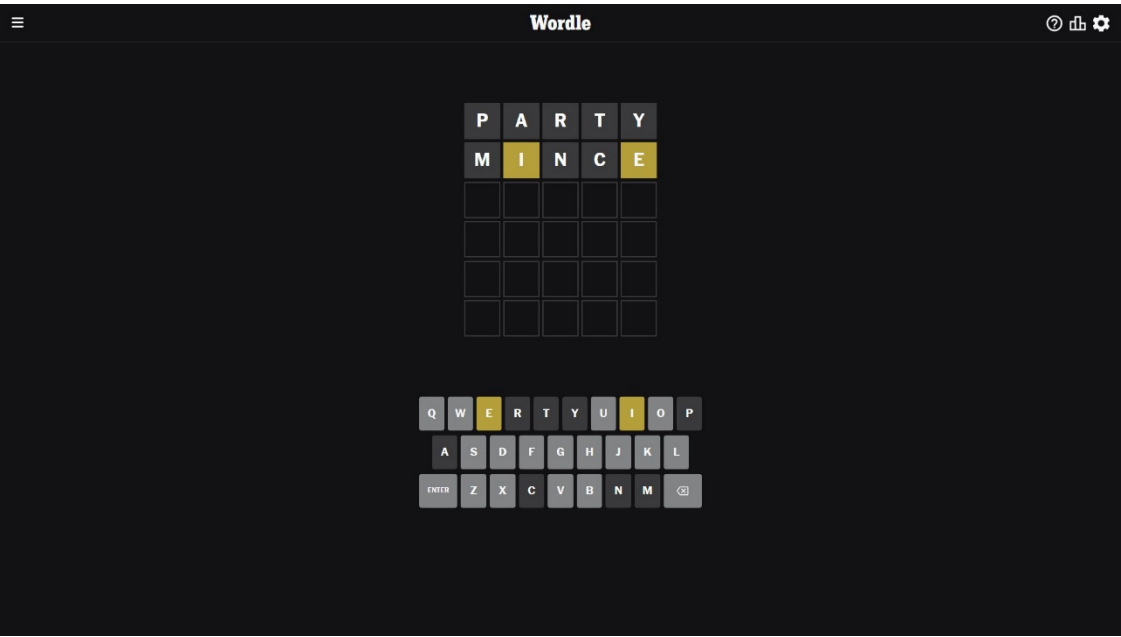 Wordle
P A R T Y
M I N C E
Q W E R T Y U I O P
A S D F G H J K L
ENTER Z X C V B N M